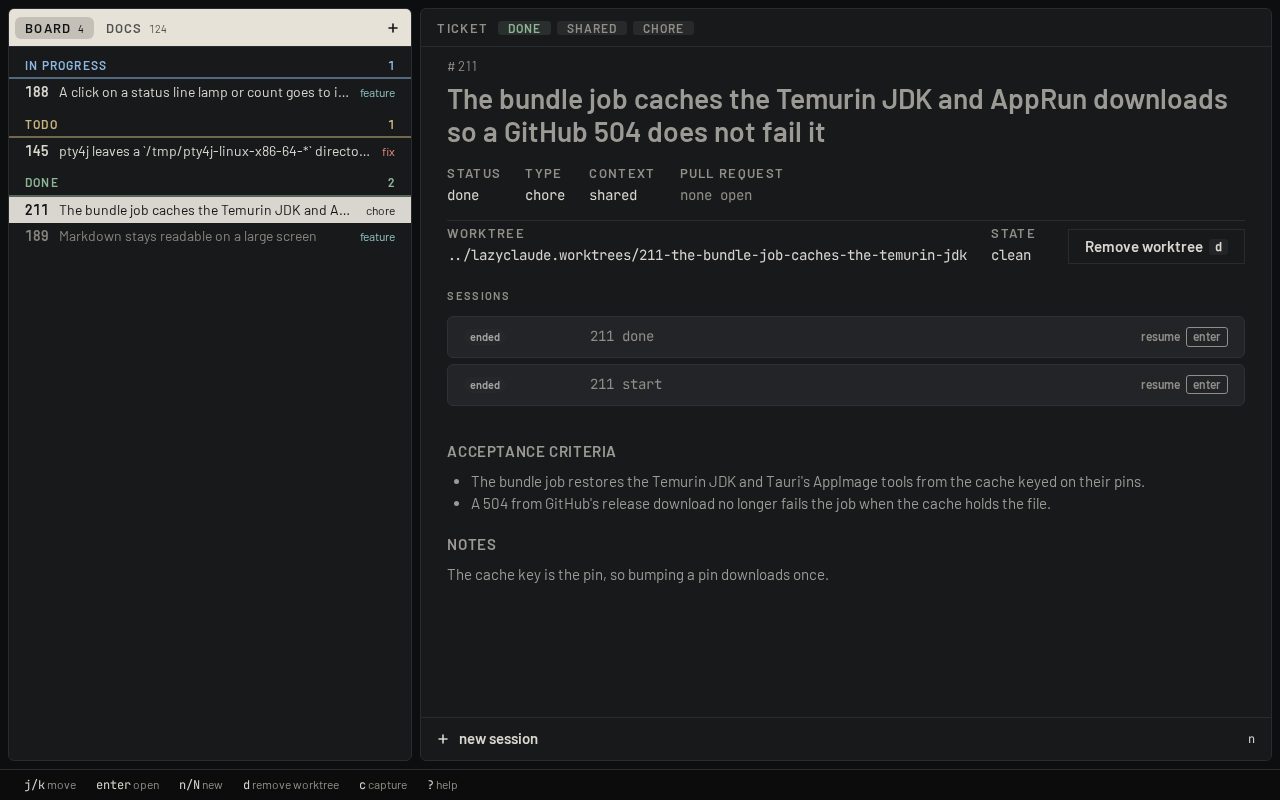 BOARD 4 DOCS 124 +
IN PROGRESS 1
188 A click on a status line lamp or count goes to i... feature
TODO 1
145 pty4j leaves a `/tmp/pty4j-linux-x86-64-*` directo... fix
DONE 2
211 The bundle job caches the Temurin JDK and A... chore
189 Markdown stays readable on a large screen feature
TICKET DONE SHARED CHORE
#211
The bundle job caches the Temurin JDK and AppRun downloads
so a GitHub 504 does not fail it
STATUS TYPE CONTEXT PULL REQUEST
done chore shared none open
WORKTREE STATE
../lazyclaude.worktrees/211-the-bundle-job-caches-the-temurin-jdk clean
Remove worktree d
SESSIONS
ended 211 done resume enter
ended 211 start resume enter
ACCEPTANCE CRITERIA
• The bundle job restores the Temurin JDK and Tauri's AppImage tools from the cache keyed on their pins.
• A 504 from GitHub's release download no longer fails the job when the cache holds the file.
NOTES
The cache key is the pin, so bumping a pin downloads once.
+ new session n
j/k move enter open n/N new d remove worktree c capture ? help